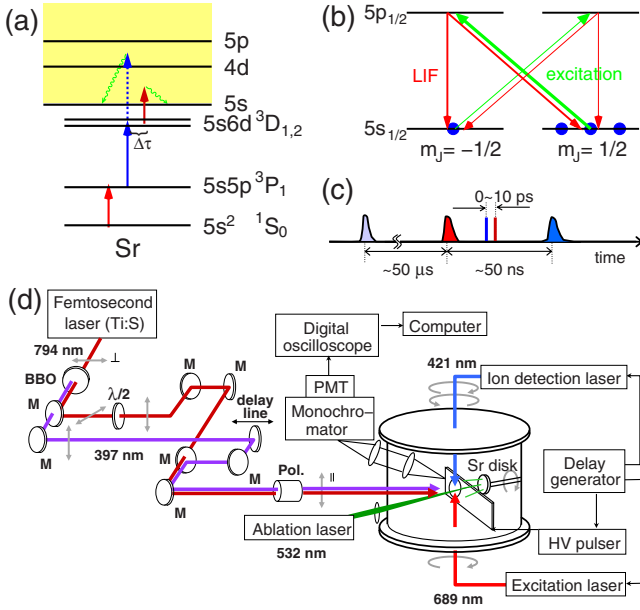 (a)
5p
4d
5s
5s6d ³D₁,₂
Δτ
5s5p ³P₁
5s² ¹S₀
Sr
(b)
5p₁/₂
LIF
excitation
5s₁/₂
m_J = −1/2
m_J = 1/2
(c)
0~10 ps
time
~50 μs
~50 ns
(d)
Femtosecond
laser (Ti:S)
794 nm
⊥
BBO
M
λ/2
M
M
delay
line
M
397 nm
M
M
M
M
Pol.
||
Digital
oscilloscope
Computer
PMT
Monochro-
mator
421 nm
Ion detection laser
Sr disk
Delay
generator
HV pulser
Ablation laser
532 nm
Excitation laser
689 nm